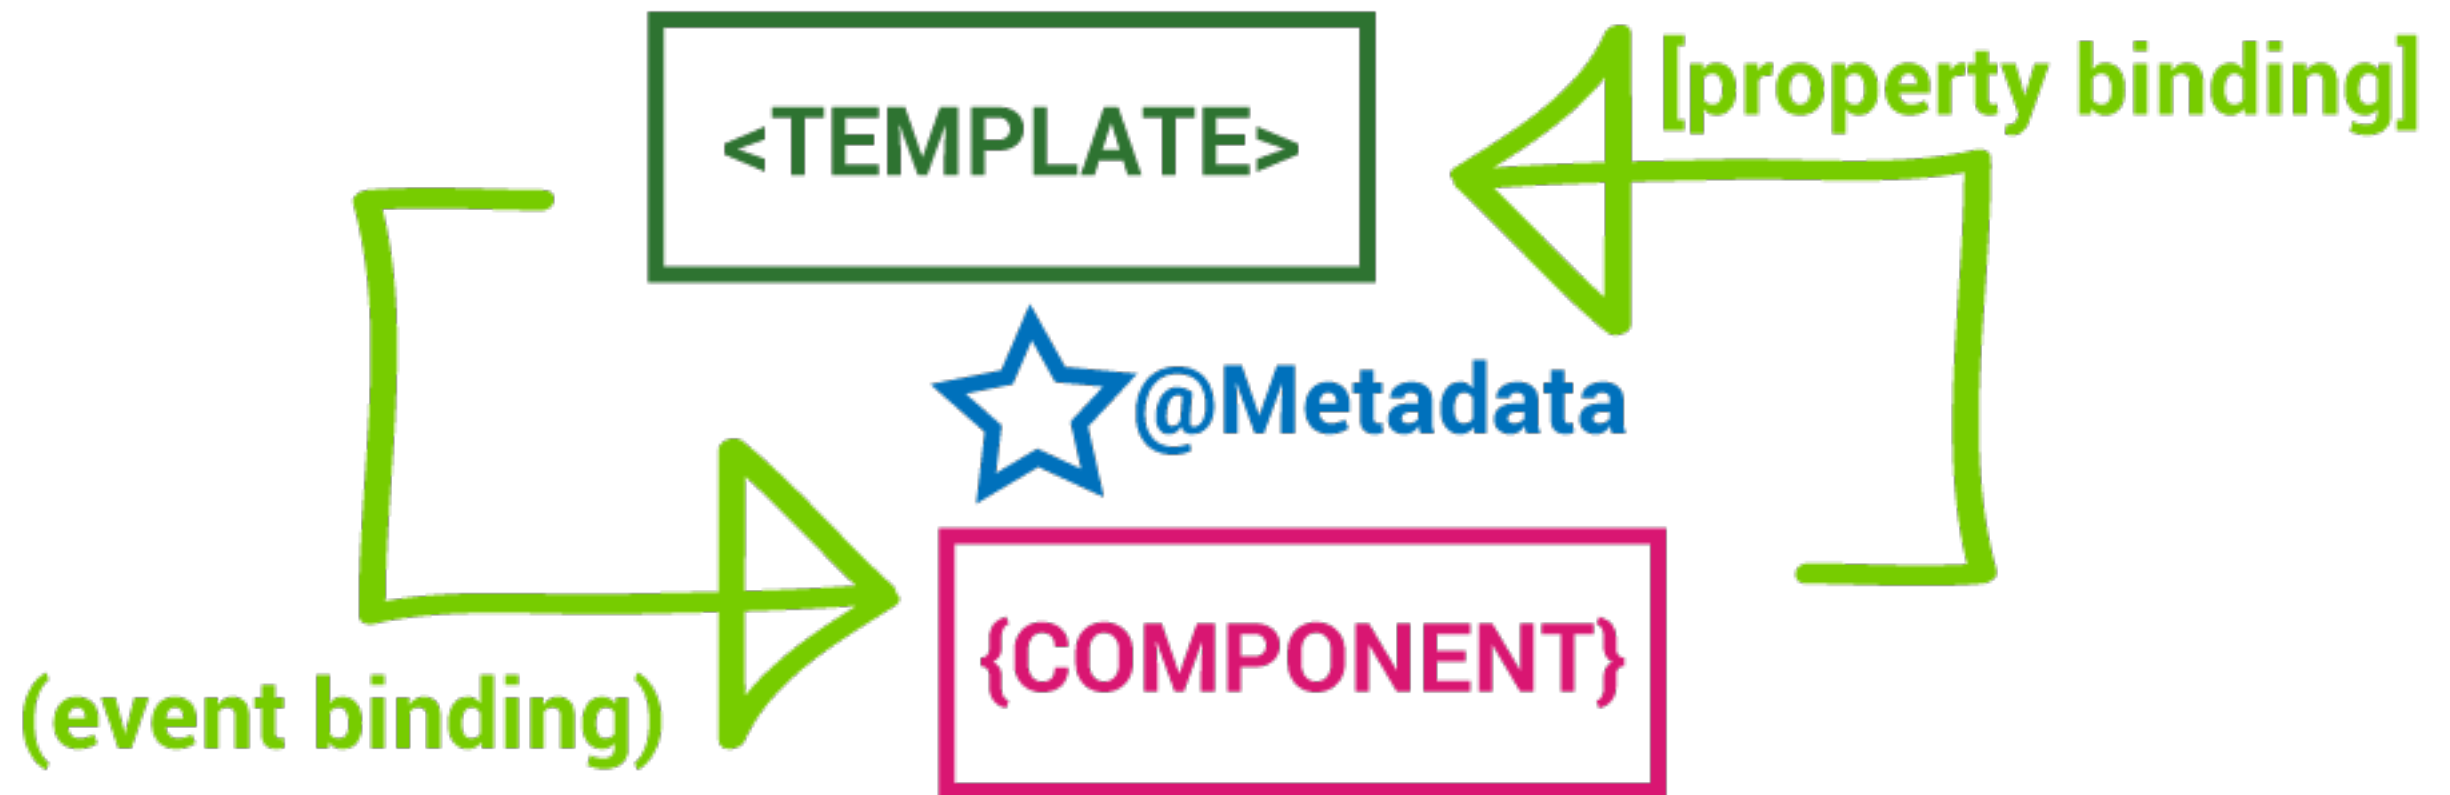 <TEMPLATE>
[property binding]
@Metadata
{COMPONENT}
(event binding)